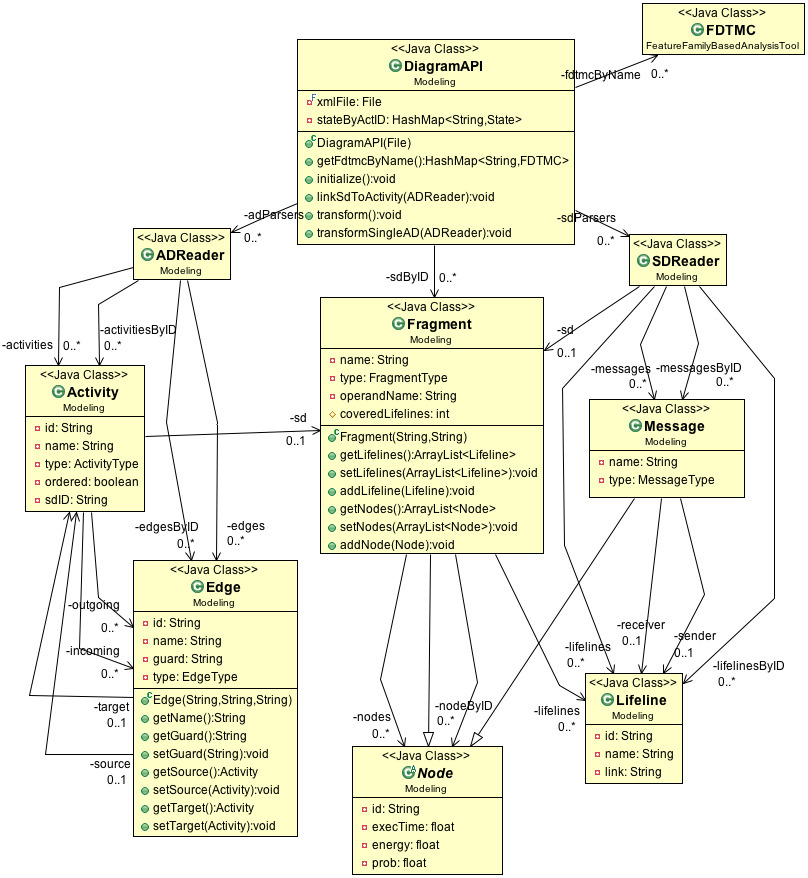 <<Java Class>>
FDTMC
FeatureFamilyBasedAnalysisTool
<<Java Class>>
DiagramAPI
Modeling
xmlFile: File
stateByActID: HashMap<String,State>
DiagramAPI(File)
getFdtmcByName():HashMap<String,FDTMC>
initialize():void
linkSdToActivity(ADReader):void
transform():void
transformSingleAD(ADReader):void
-fdtmcByName
0..*
-adParsers
0..*
-sdParsers
0..*
-sdByID
0..*
<<Java Class>>
ADReader
Modeling
<<Java Class>>
SDReader
Modeling
-activities
0..*
-activitiesByID
0..*
<<Java Class>>
Fragment
Modeling
name: String
type: FragmentType
operandName: String
coveredLifelines: int
Fragment(String,String)
getLifelines():ArrayList<Lifeline>
setLifelines(ArrayList<Lifeline>):void
addLifeline(Lifeline):void
getNodes():ArrayList<Node>
setNodes(ArrayList<Node>):void
addNode(Node):void
-sd
0..1
-messages
0..*
-messagesByID
0..*
<<Java Class>>
Activity
Modeling
id: String
name: String
type: ActivityType
ordered: boolean
sdID: String
-sd
0..1
<<Java Class>>
Message
Modeling
name: String
type: MessageType
-edgesByID
0..*
-edges
0..*
<<Java Class>>
Edge
Modeling
id: String
name: String
guard: String
type: EdgeType
Edge(String,String,String)
getName():String
getGuard():String
setGuard(String):void
getSource():Activity
setSource(Activity):void
getTarget():Activity
setTarget(Activity):void
-outgoing
0..*
-incoming
0..*
-target
0..1
-source
0..1
-receiver
0..1
-sender
0..1
-lifelines
0..*
-lifelinesByID
0..*
-lifelines
0..*
-nodes
0..*
-nodeByID
0..*
<<Java Class>>
Lifeline
Modeling
id: String
name: String
link: String
<<Java Class>>
Node
Modeling
id: String
execTime: float
energy: float
prob: float